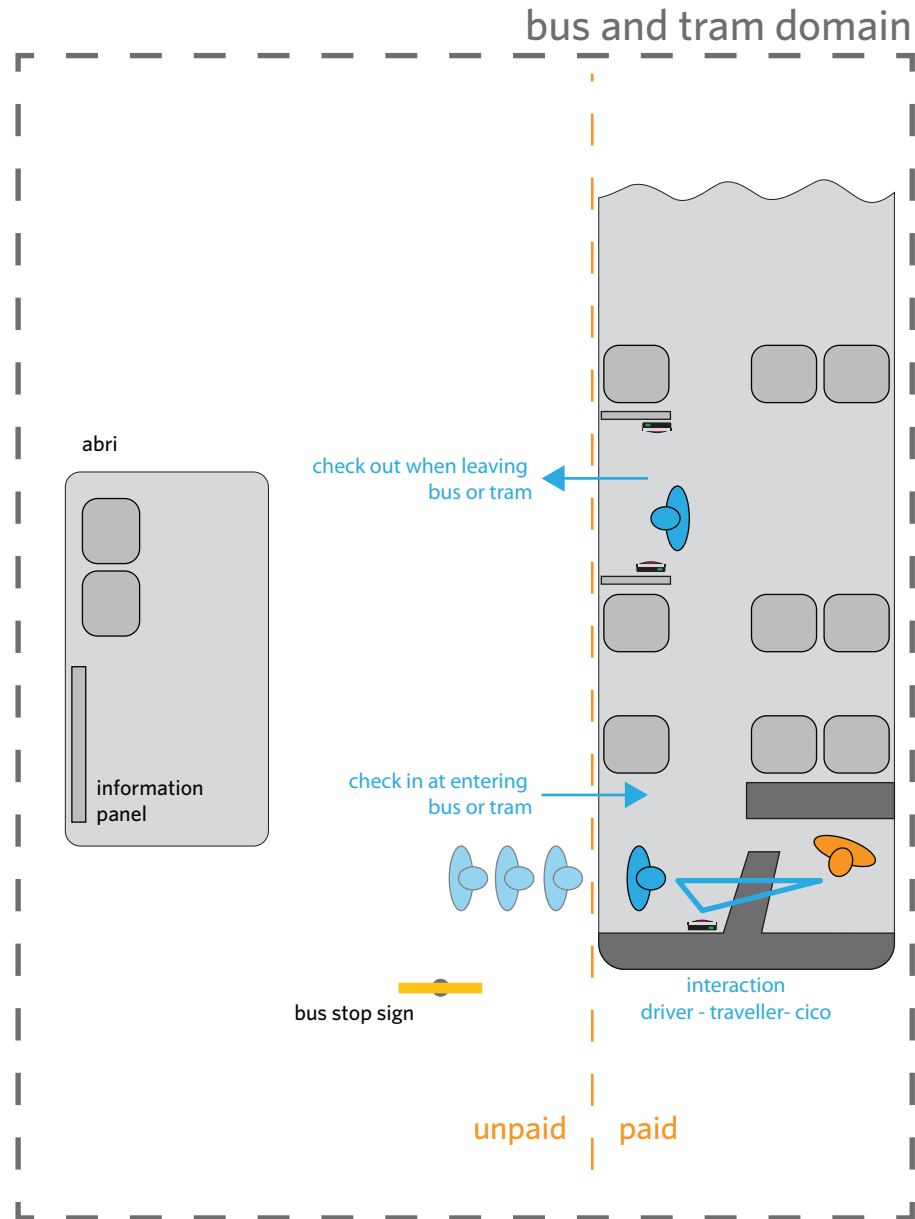 bus and tram domain
abri
check out when leaving
bus or tram
information
panel
check in at entering
bus or tram
bus stop sign
interaction
driver - traveller- cico
unpaid
paid